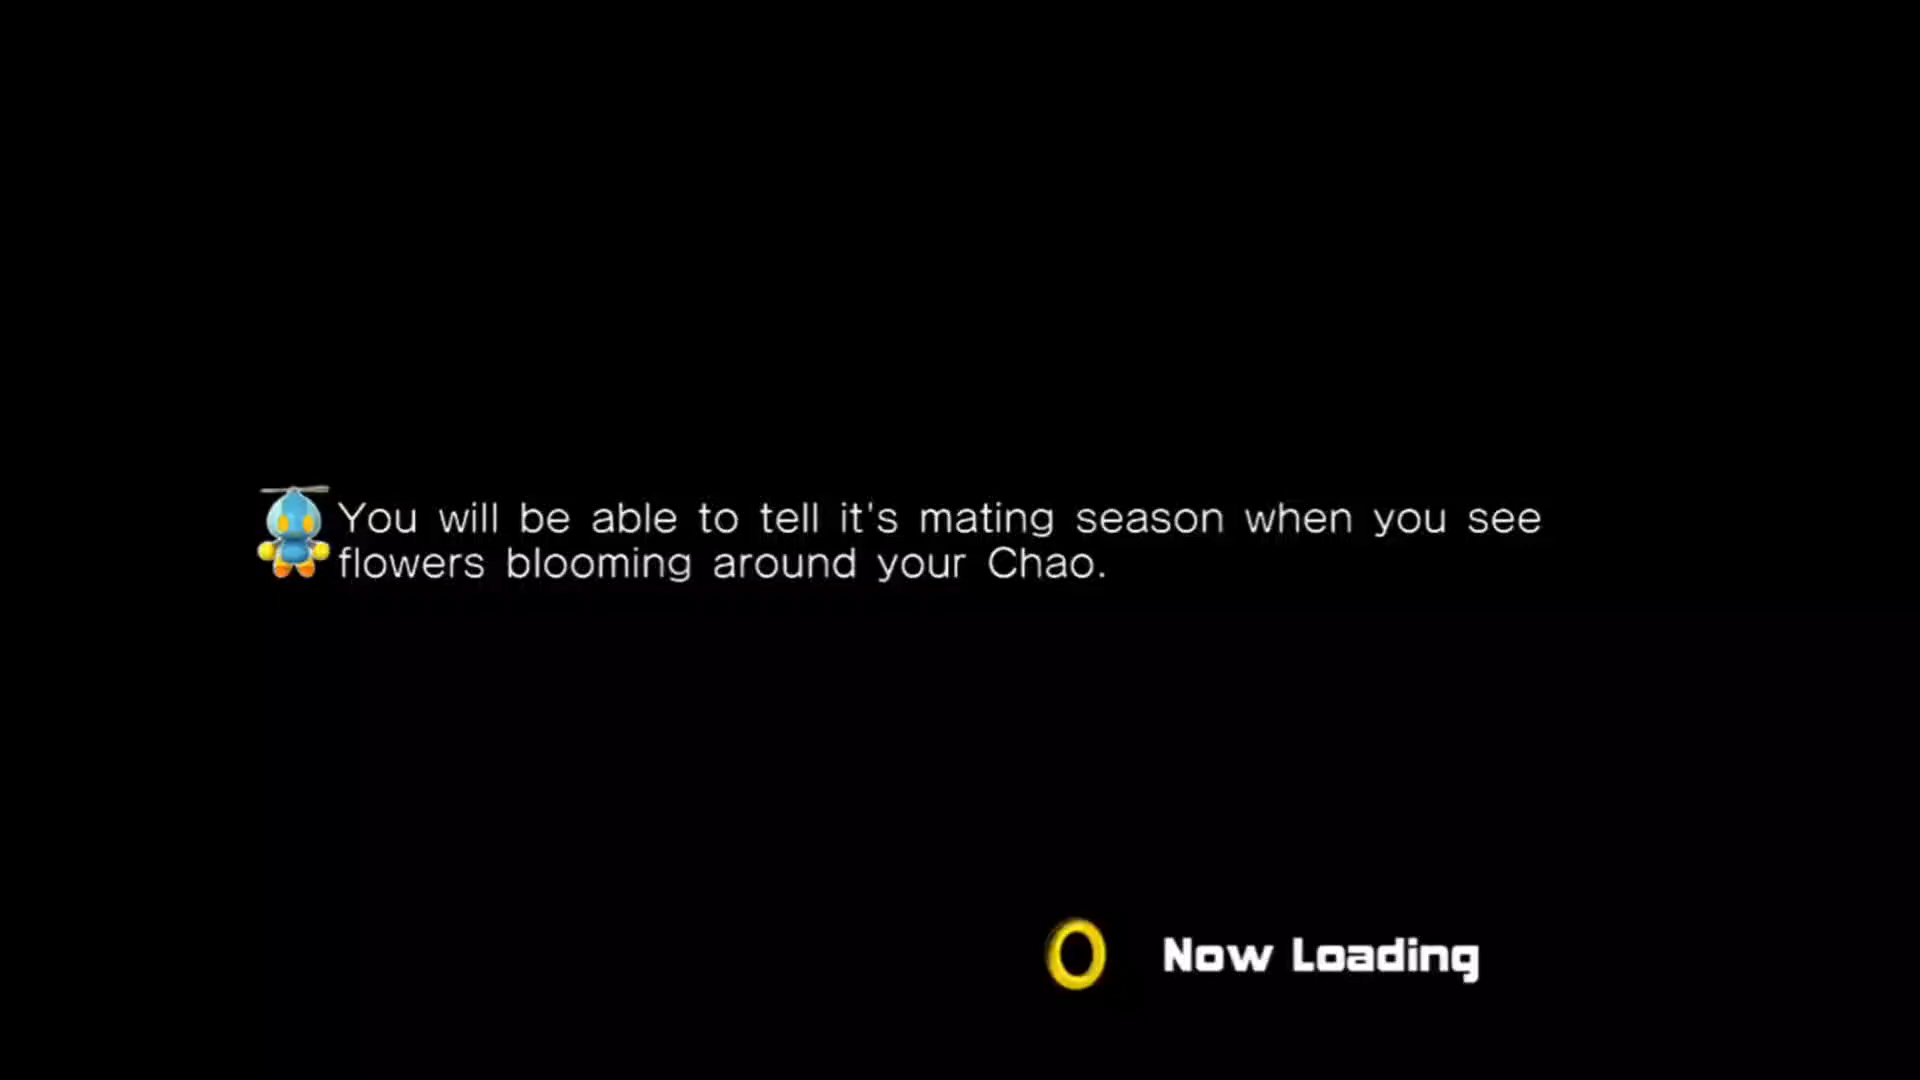 You will be able to tell it's mating season when you see
flowers blooming around your Chao.
Now Loading